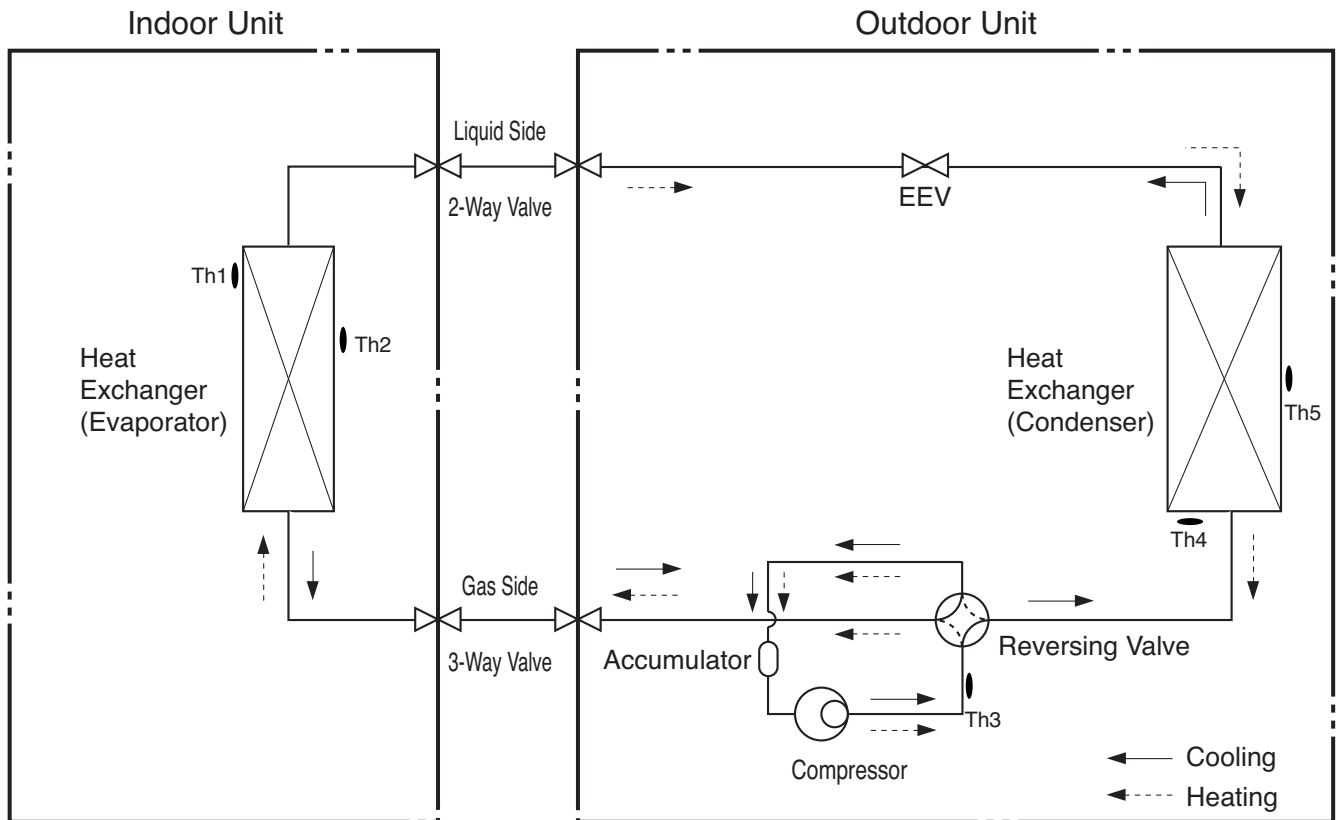 Indoor Unit
Outdoor Unit
Liquid Side
2-Way Valve
EEV
Th1
Th2
Heat
Exchanger
(Evaporator)
Heat
Exchanger
(Condenser)
Th5
Th4
Gas Side
3-Way Valve
Accumulator
Reversing Valve
Th3
Compressor
Cooling
Heating